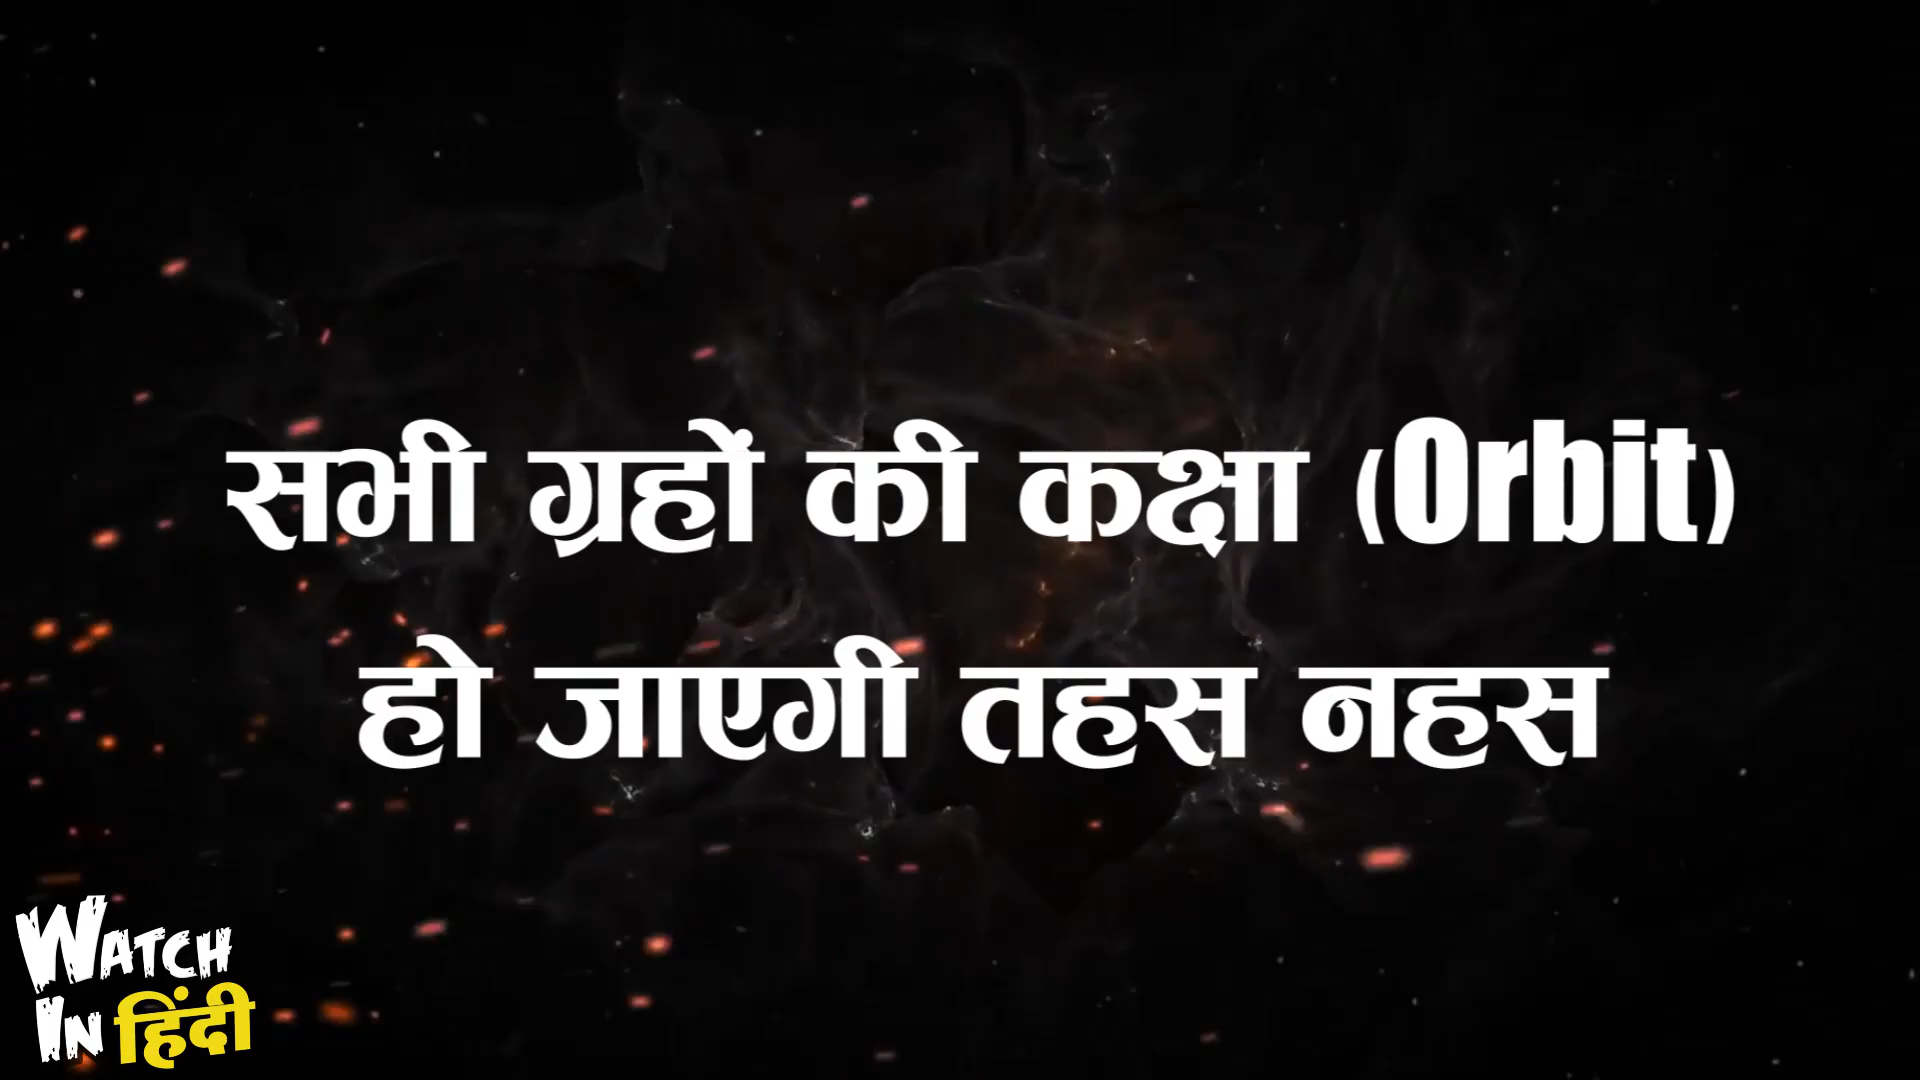 सभी ग्रहों की कक्षा (Orbit)
हो जाएगी तहस नहस
WATCH
IN हिंदी